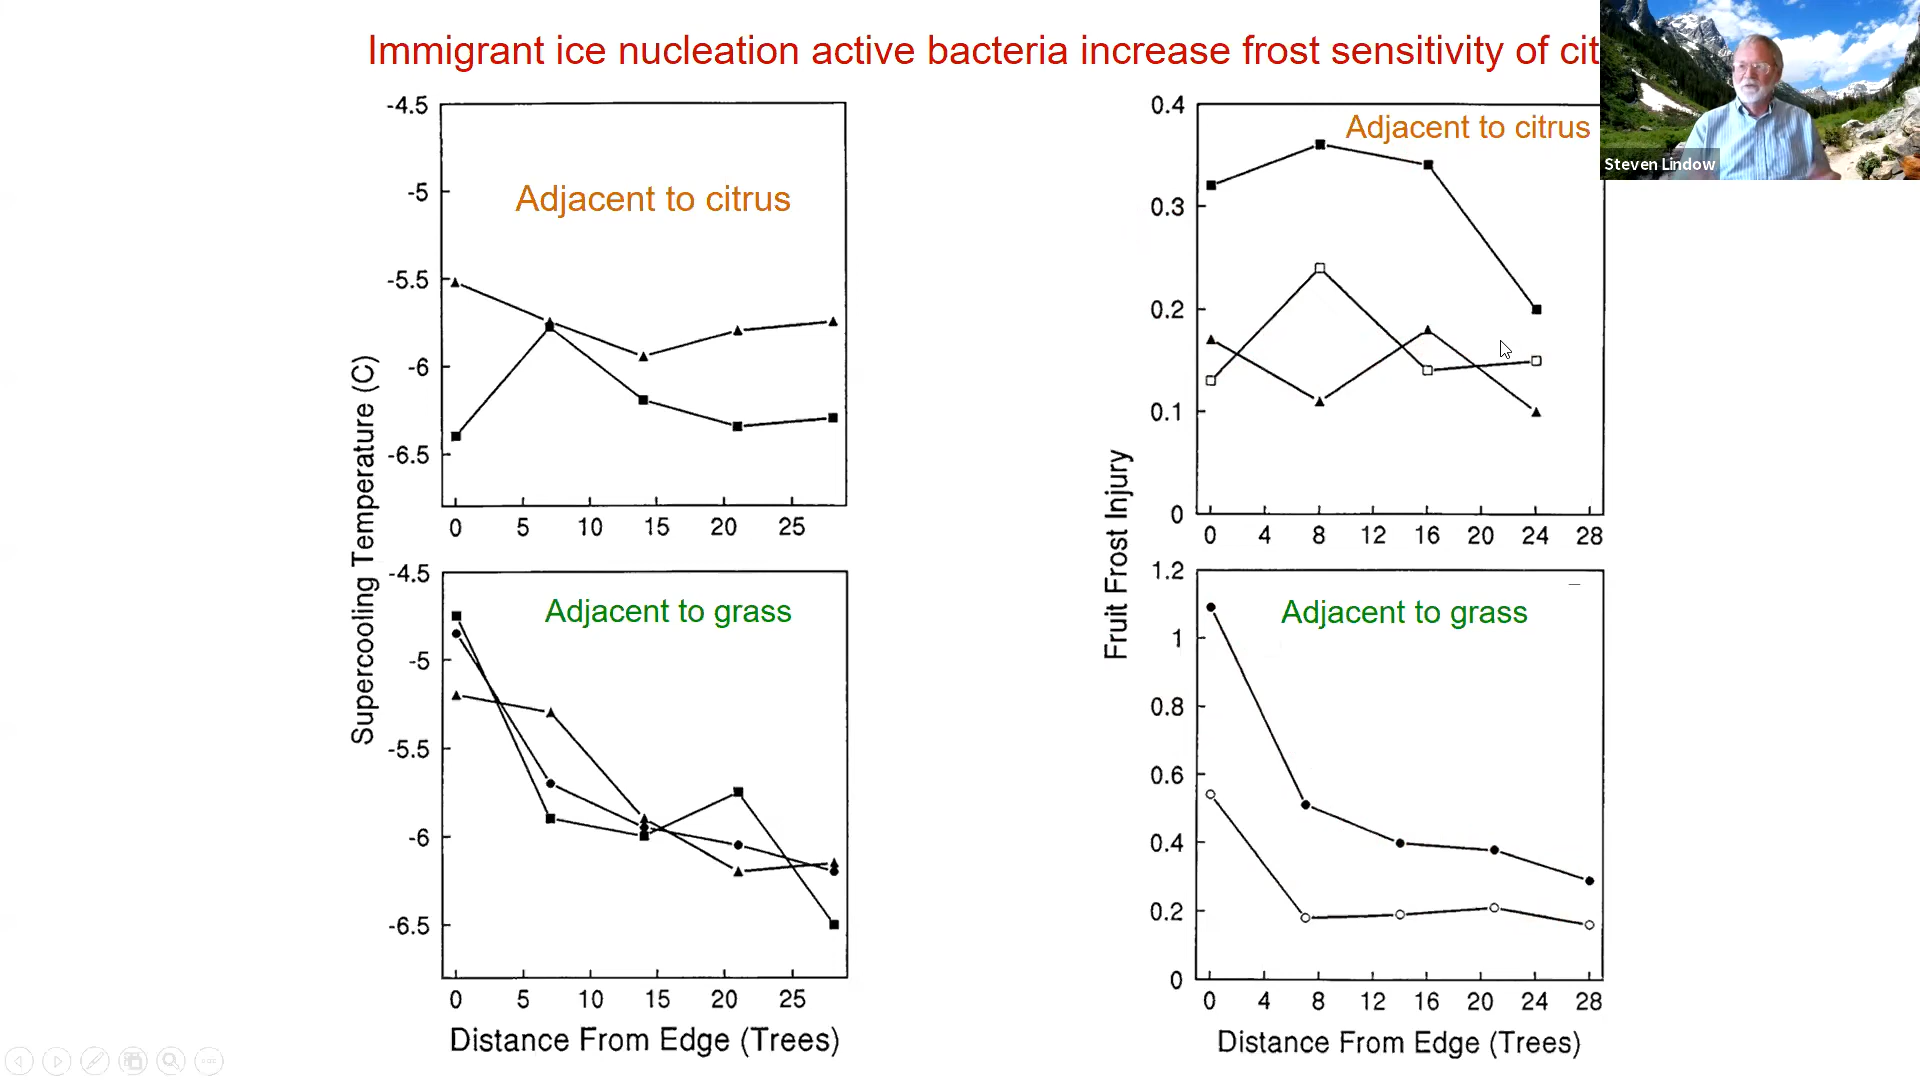 Immigrant ice nucleation active bacteria increase frost sensitivity of cit
Steven Lindow
Supercooling Temperature (C)
Adjacent to citrus
-4.5
-5
-5.5
-6
-6.5
0 5 10 15 20 25
Adjacent to grass
-4.5
-5
-5.5
-6
-6.5
0 5 10 15 20 25
Distance From Edge (Trees)
Fruit Frost Injury
Adjacent to citrus
0.4
0.3
0.2
0.1
0
0 4 8 12 16 20 24 28
Adjacent to grass
1.2
1
0.8
0.6
0.4
0.2
0
0 4 8 12 16 20 24 28
Distance From Edge (Trees)